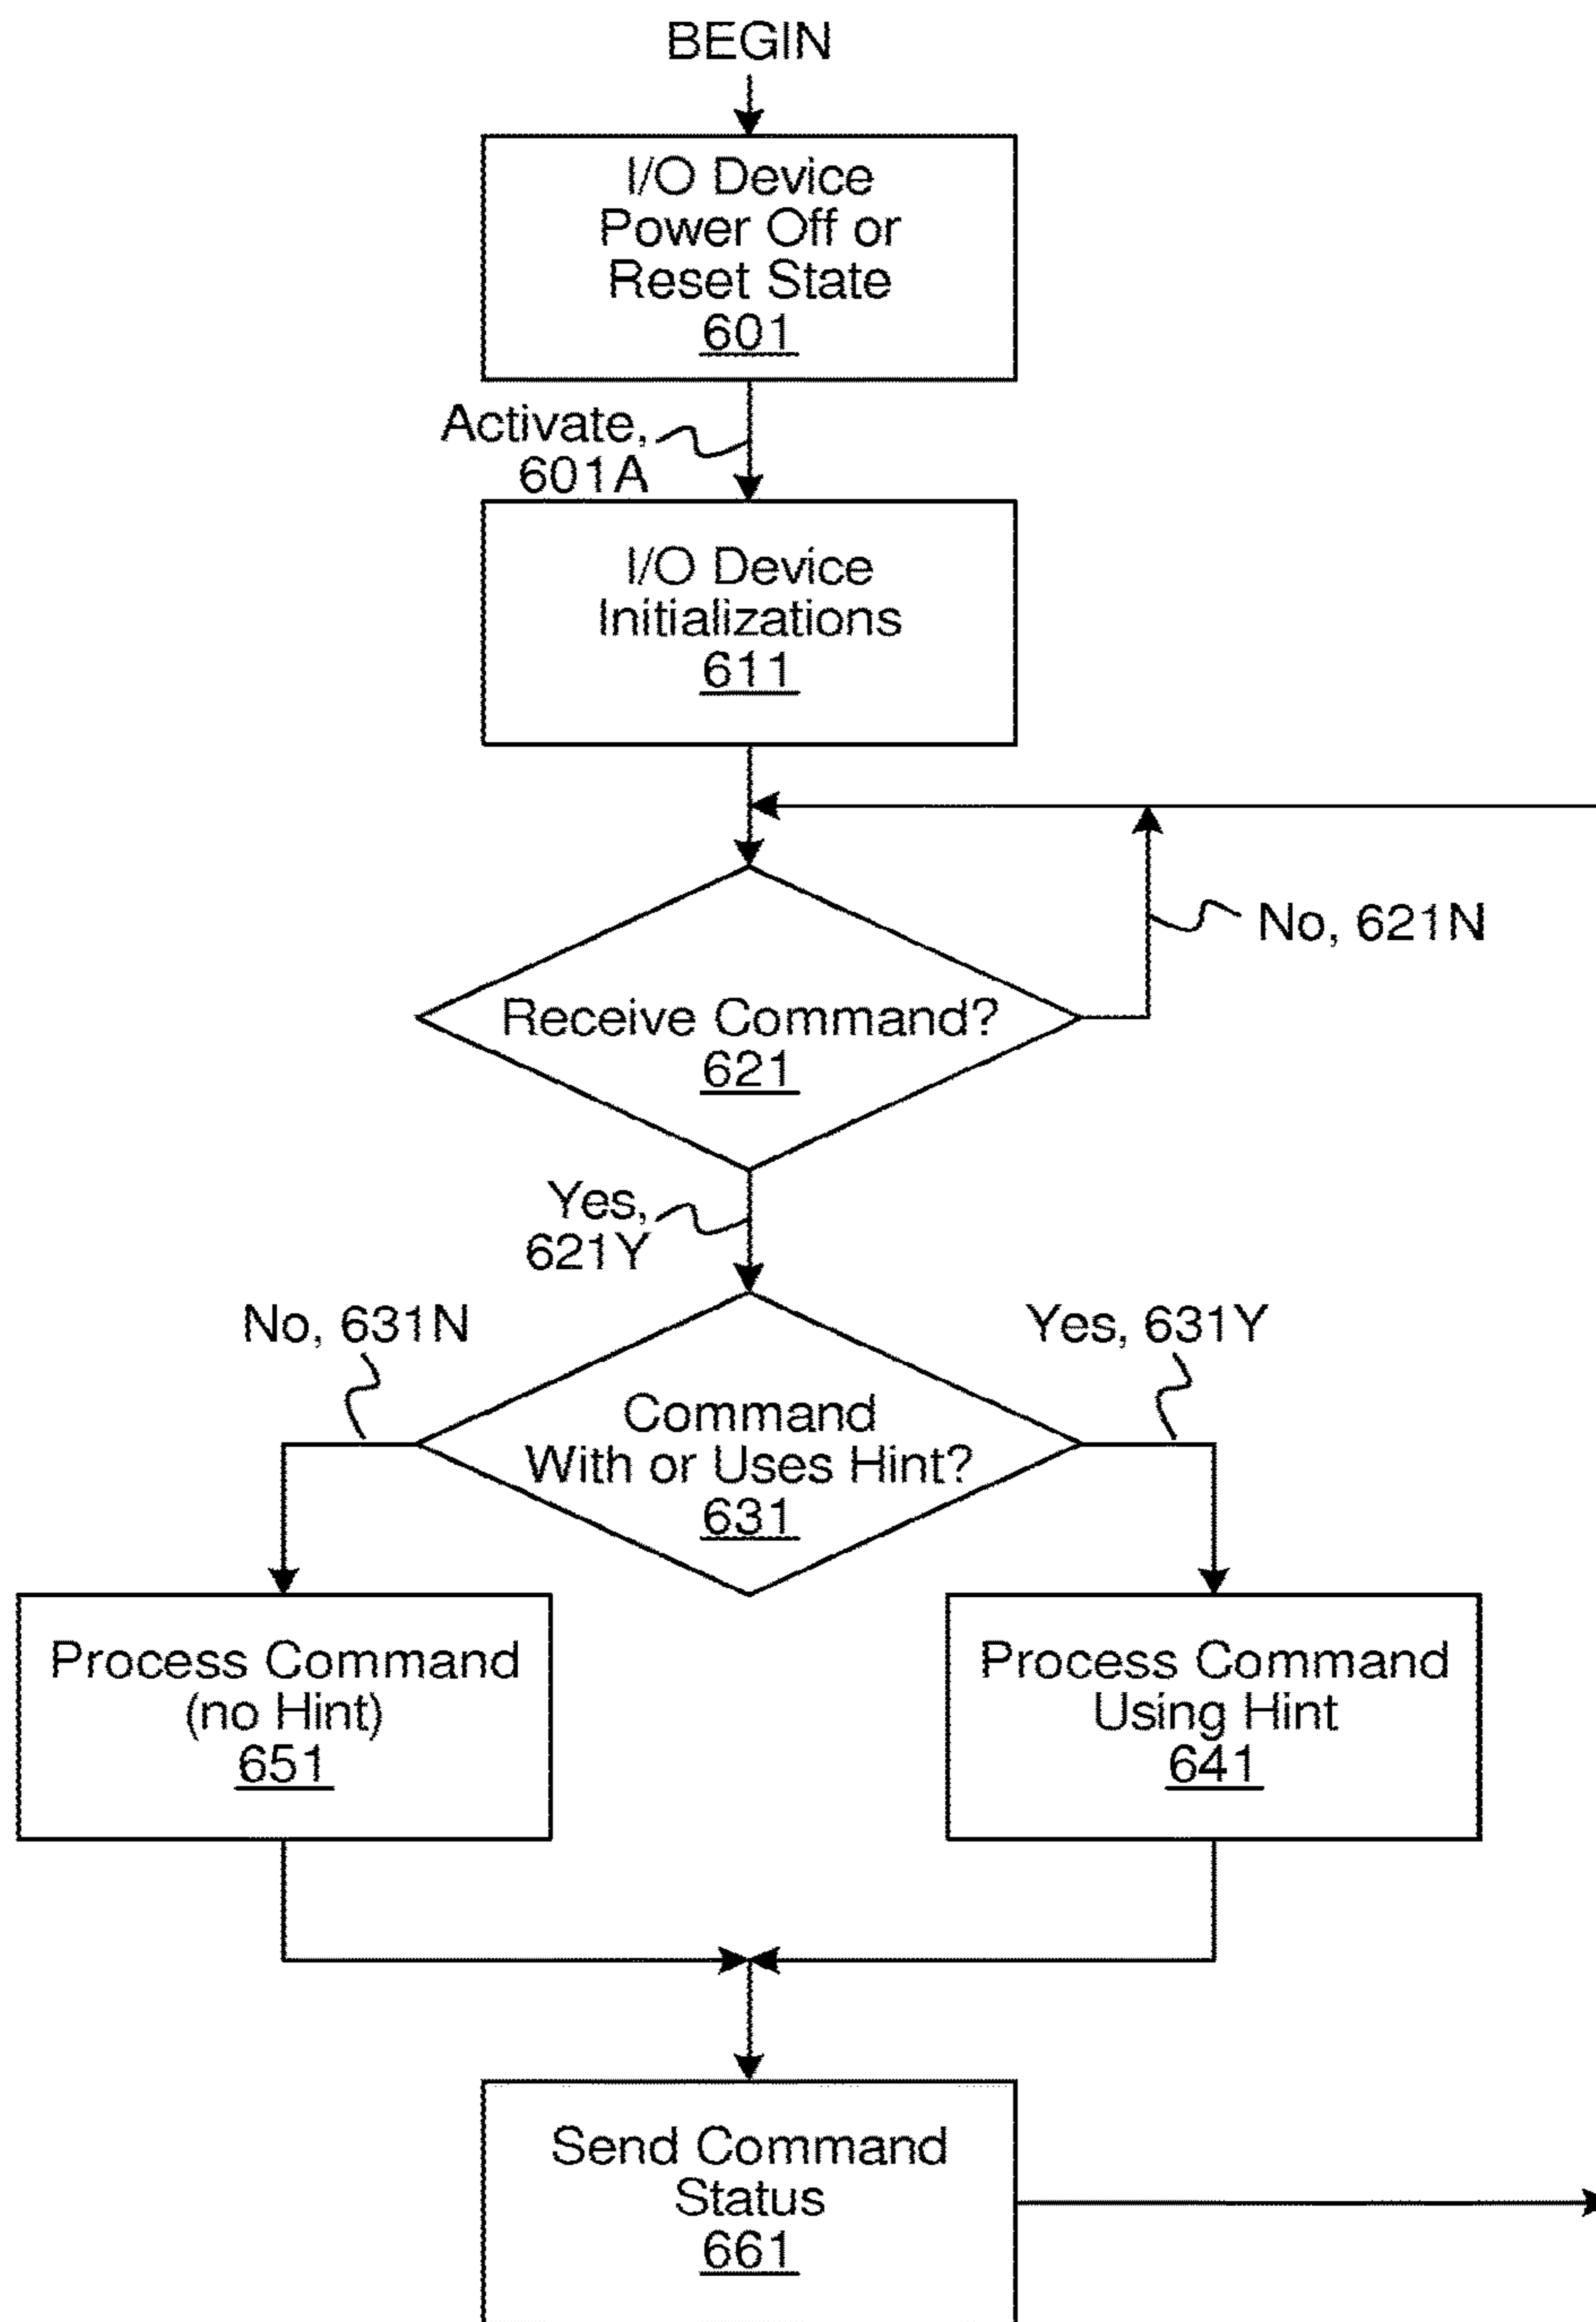 BEGIN
I/O Device
Power Off or
Reset State
601
Activate,
601A
I/O Device
Initializations
611
No, 621N
Receive Command?
621
Yes,
621Y
No, 631N
Yes, 631Y
Command
With or Uses Hint?
631
Process Command
(no Hint)
651
Process Command
Using Hint
641
Send Command
Status
661